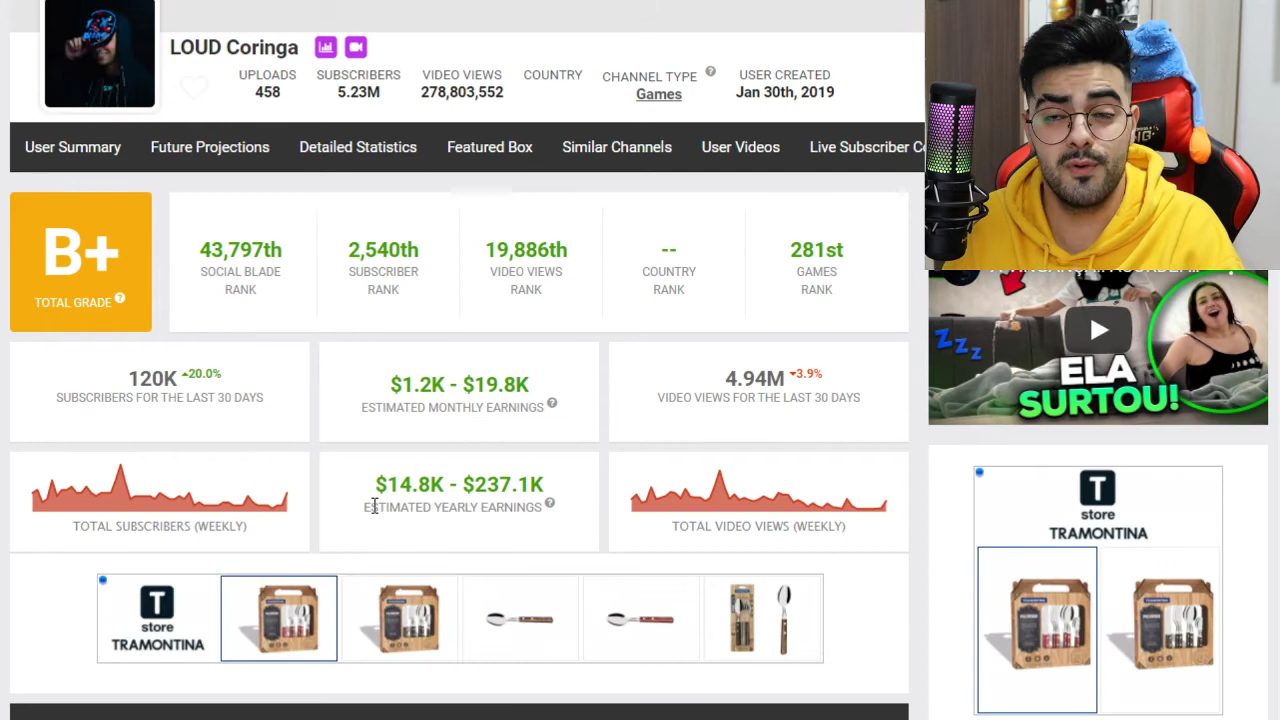 LOUD Coringa
UPLOADS
458
SUBSCRIBERS
5.23M
VIDEO VIEWS
278,803,552
COUNTRY
CHANNEL TYPE ?
Games
USER CREATED
Jan 30th, 2019
User Summary
Future Projections
Detailed Statistics
Featured Box
Similar Channels
User Videos
Live Subscriber C
B+
TOTAL GRADE ?
43,797th
SOCIAL BLADE
RANK
2,540th
SUBSCRIBER
RANK
19,886th
VIDEO VIEWS
RANK
--
COUNTRY
RANK
281st
GAMES
RANK
120K 20.0%
SUBSCRIBERS FOR THE LAST 30 DAYS
$1.2K - $19.8K
ESTIMATED MONTHLY EARNINGS ?
4.94M 3.9%
VIDEO VIEWS FOR THE LAST 30 DAYS
TOTAL SUBSCRIBERS (WEEKLY)
$14.8K - $237.1K
ESTIMATED YEARLY EARNINGS ?
TOTAL VIDEO VIEWS (WEEKLY)
T
store
TRAMONTINA
zzz
ELA
SURTOU!
T
store
TRAMONTINA